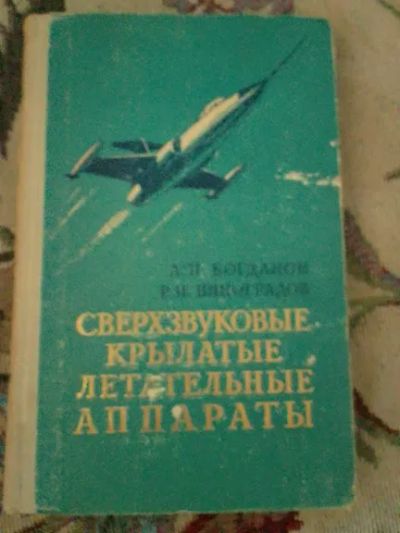 А.П. БОГДАНОВ
Р.И. ВИНОГРАДОВ
СВЕРХЗВУКОВЫЕ
КРЫЛАТЫЕ
ЛЕТАТЕЛЬНЫЕ
АППАРАТЫ